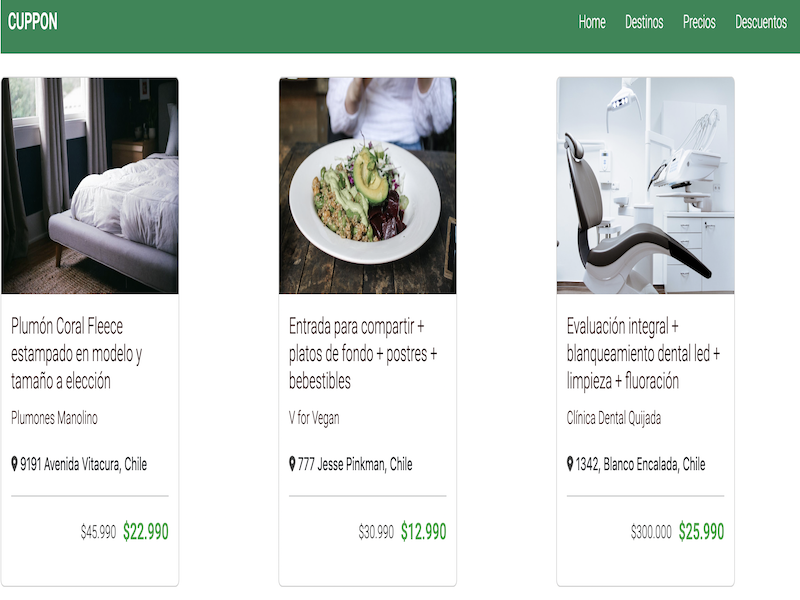 CUPPON
Home Destinos Precios Descuentos
Plumón Coral Fleece
estampado en modelo y
tamaño a elección
Plumones Manolino
9191 Avenida Vitacura, Chile
$45.990 $22.990
Entrada para compartir +
platos de fondo + postres +
bebestibles
V for Vegan
777 Jesse Pinkman, Chile
$30.990 $12.990
Evaluación integral +
blanqueamiento dental led +
limpieza + fluoración
Clínica Dental Quijada
1342, Blanco Encalada, Chile
$300.000 $25.990